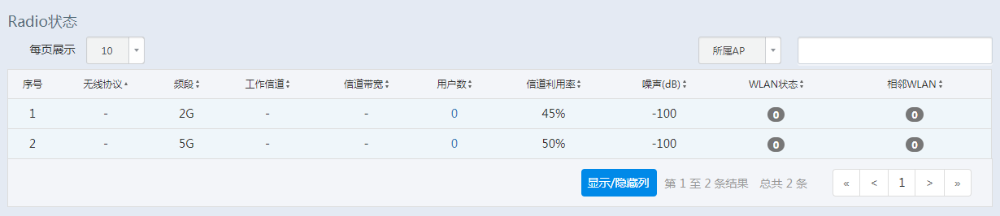 Radio状态
每页展示 10 所属AP
序号 无线协议 频段 工作信道 信道带宽 用户数 信道利用率 噪声(dB) WLAN状态 相邻WLAN
1 - 2G - - 0 45% -100 0 0
2 - 5G - - 0 50% -100 0 0
显示/隐藏列 第 1 至 2 条结果 总共 2 条 « < 1 > »